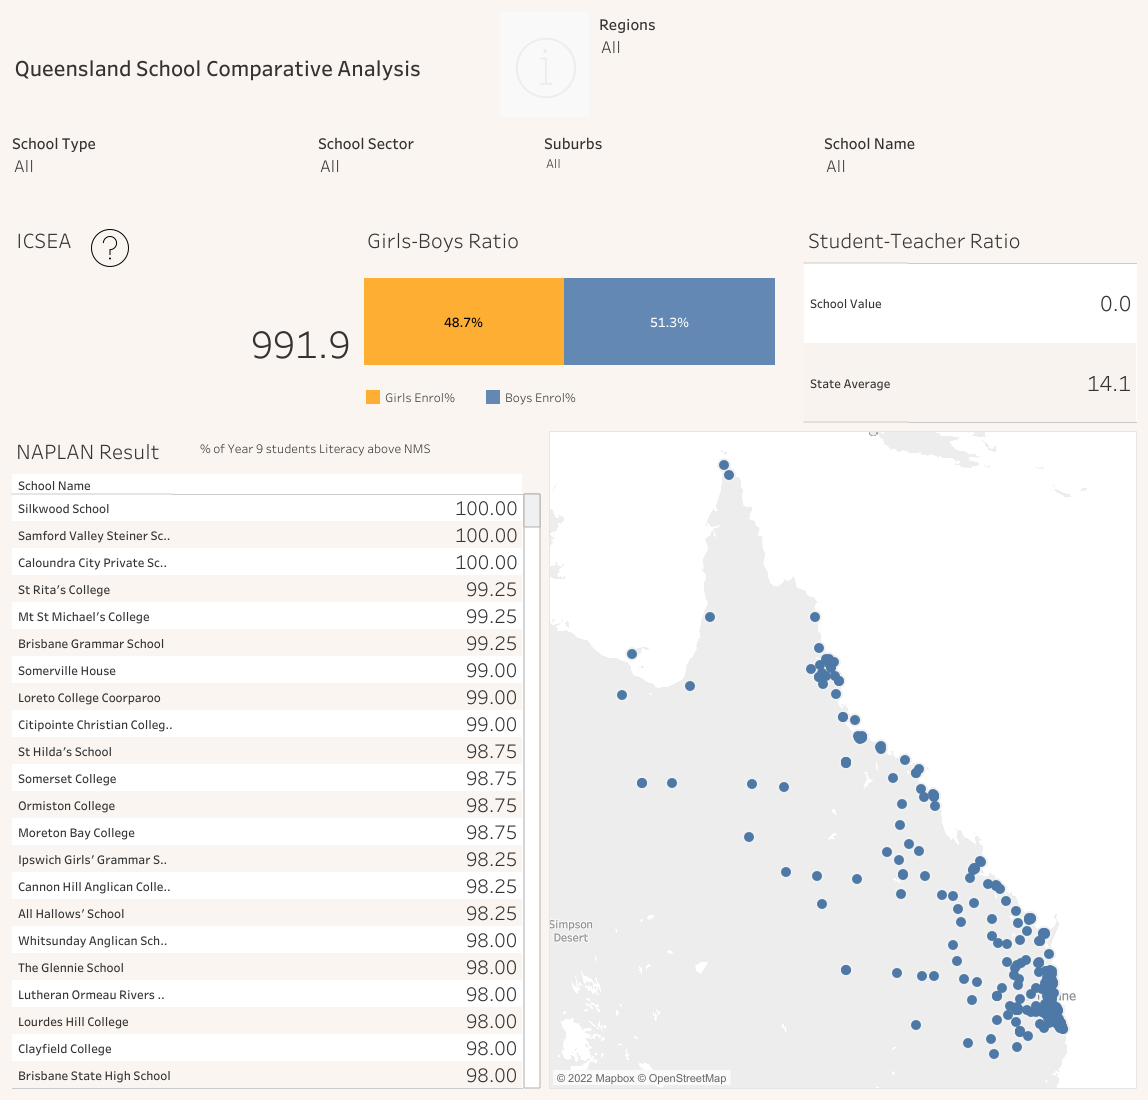 Regions
All
Queensland School Comparative Analysis
School Type
All
School Sector
All
Suburbs
All
School Name
All
ICSEA
?
991.9
Girls-Boys Ratio
48.7%
51.3%
Girls Enrol%
Boys Enrol%
Student-Teacher Ratio
School Value 0.0
State Average 14.1
NAPLAN Result
% of Year 9 students Literacy above NMS
School Name
Silkwood School 100.00
Samford Valley Steiner Sc.. 100.00
Caloundra City Private Sc.. 100.00
St Rita's College 99.25
Mt St Michael's College 99.25
Brisbane Grammar School 99.25
Somerville House 99.00
Loreto College Coorparoo 99.00
Citipointe Christian Colleg.. 99.00
St Hilda's School 98.75
Somerset College 98.75
Ormiston College 98.75
Moreton Bay College 98.75
Ipswich Girls' Grammar S.. 98.25
Cannon Hill Anglican Colle.. 98.25
All Hallows' School 98.25
Whitsunday Anglican Sch.. 98.00
The Glennie School 98.00
Lutheran Ormeau Rivers .. 98.00
Lourdes Hill College 98.00
Clayfield College 98.00
Brisbane State High School 98.00
Simpson
Desert
© 2022 Mapbox © OpenStreetMap